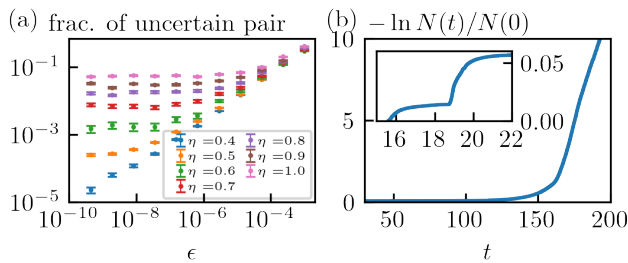 (a) frac. of uncertain pair
10⁻¹
10⁻³
10⁻⁵
10⁻¹⁰ 10⁻⁸ 10⁻⁶ 10⁻⁴
ϵ
η =0.4
η =0.5
η =0.6
η =0.7
η =0.8
η =0.9
η =1.0
(b) − ln N(t)/N(0)
10
5
0
50 100 150 200
t
0.05
0.00
16 18 20 22